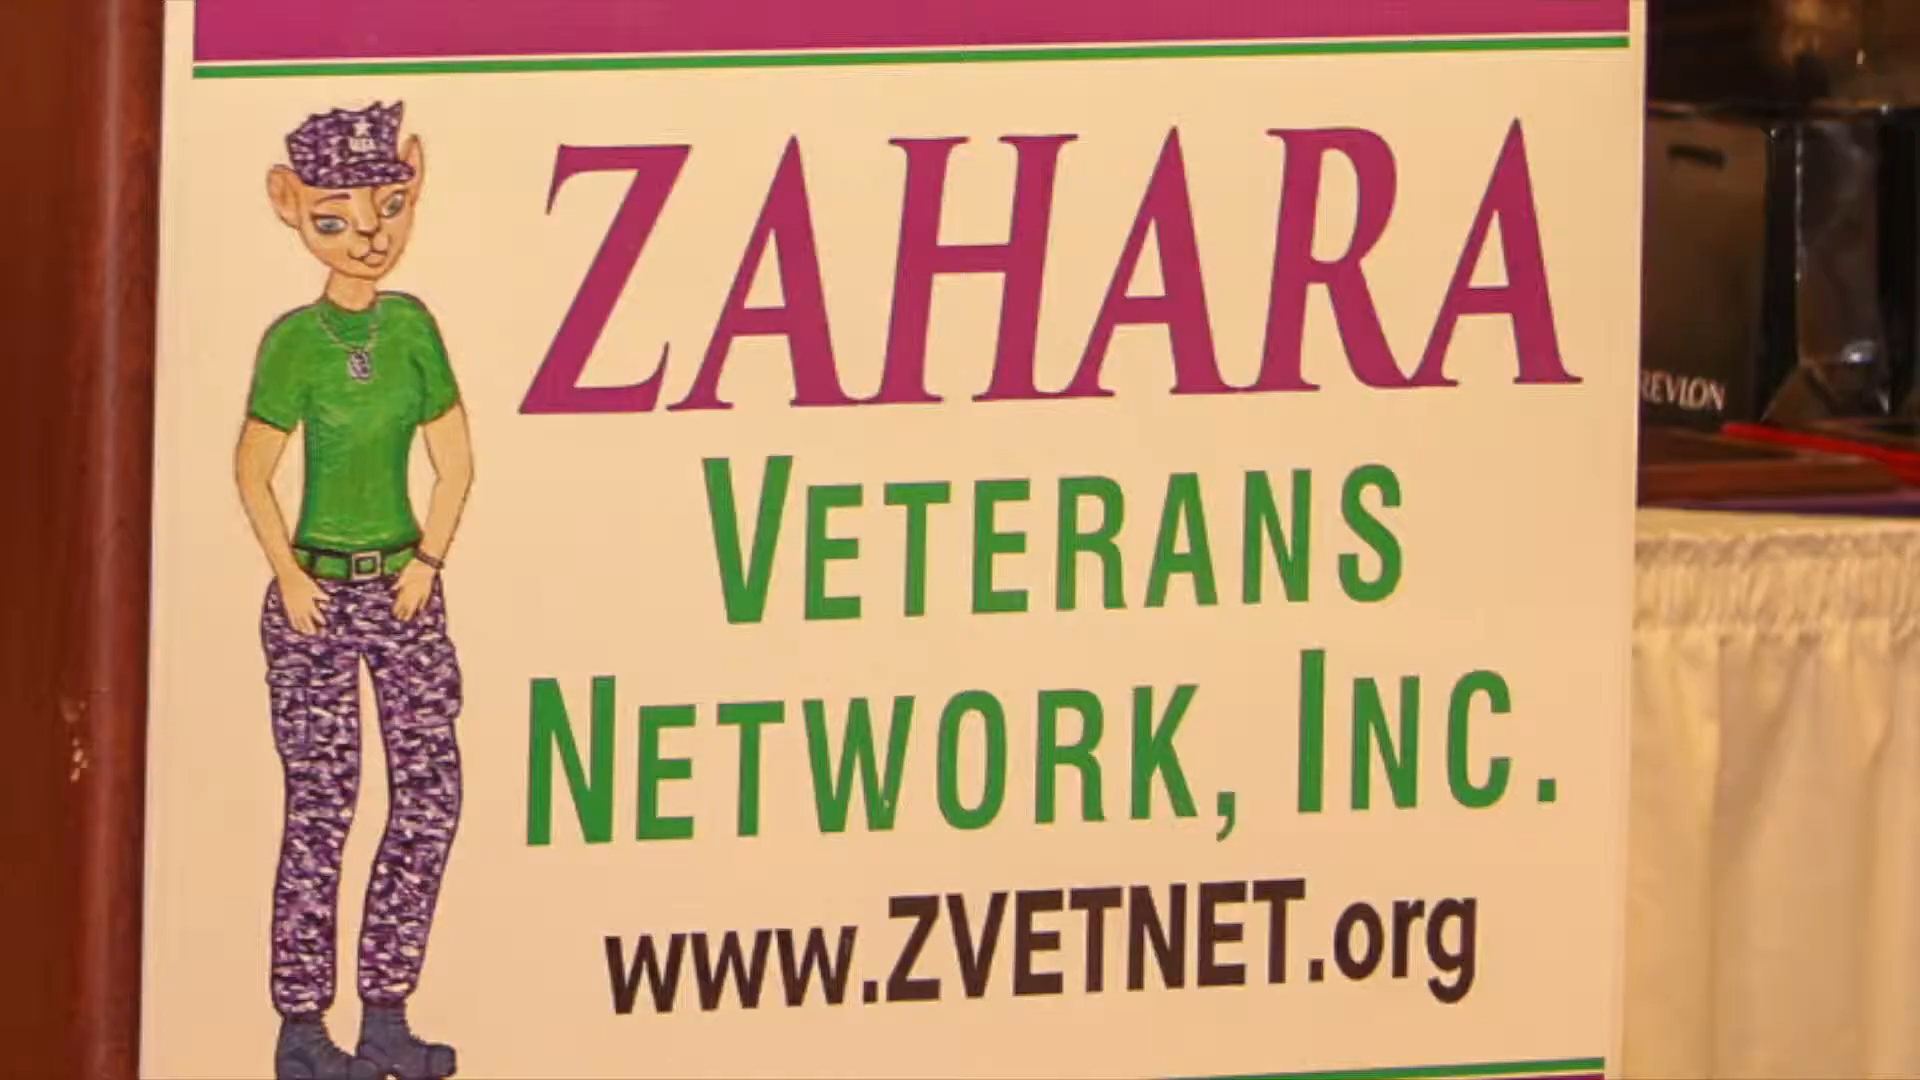 ZAHARA
VETERANS
NETWORK, INC.
www.ZVETNET.org
REVLON